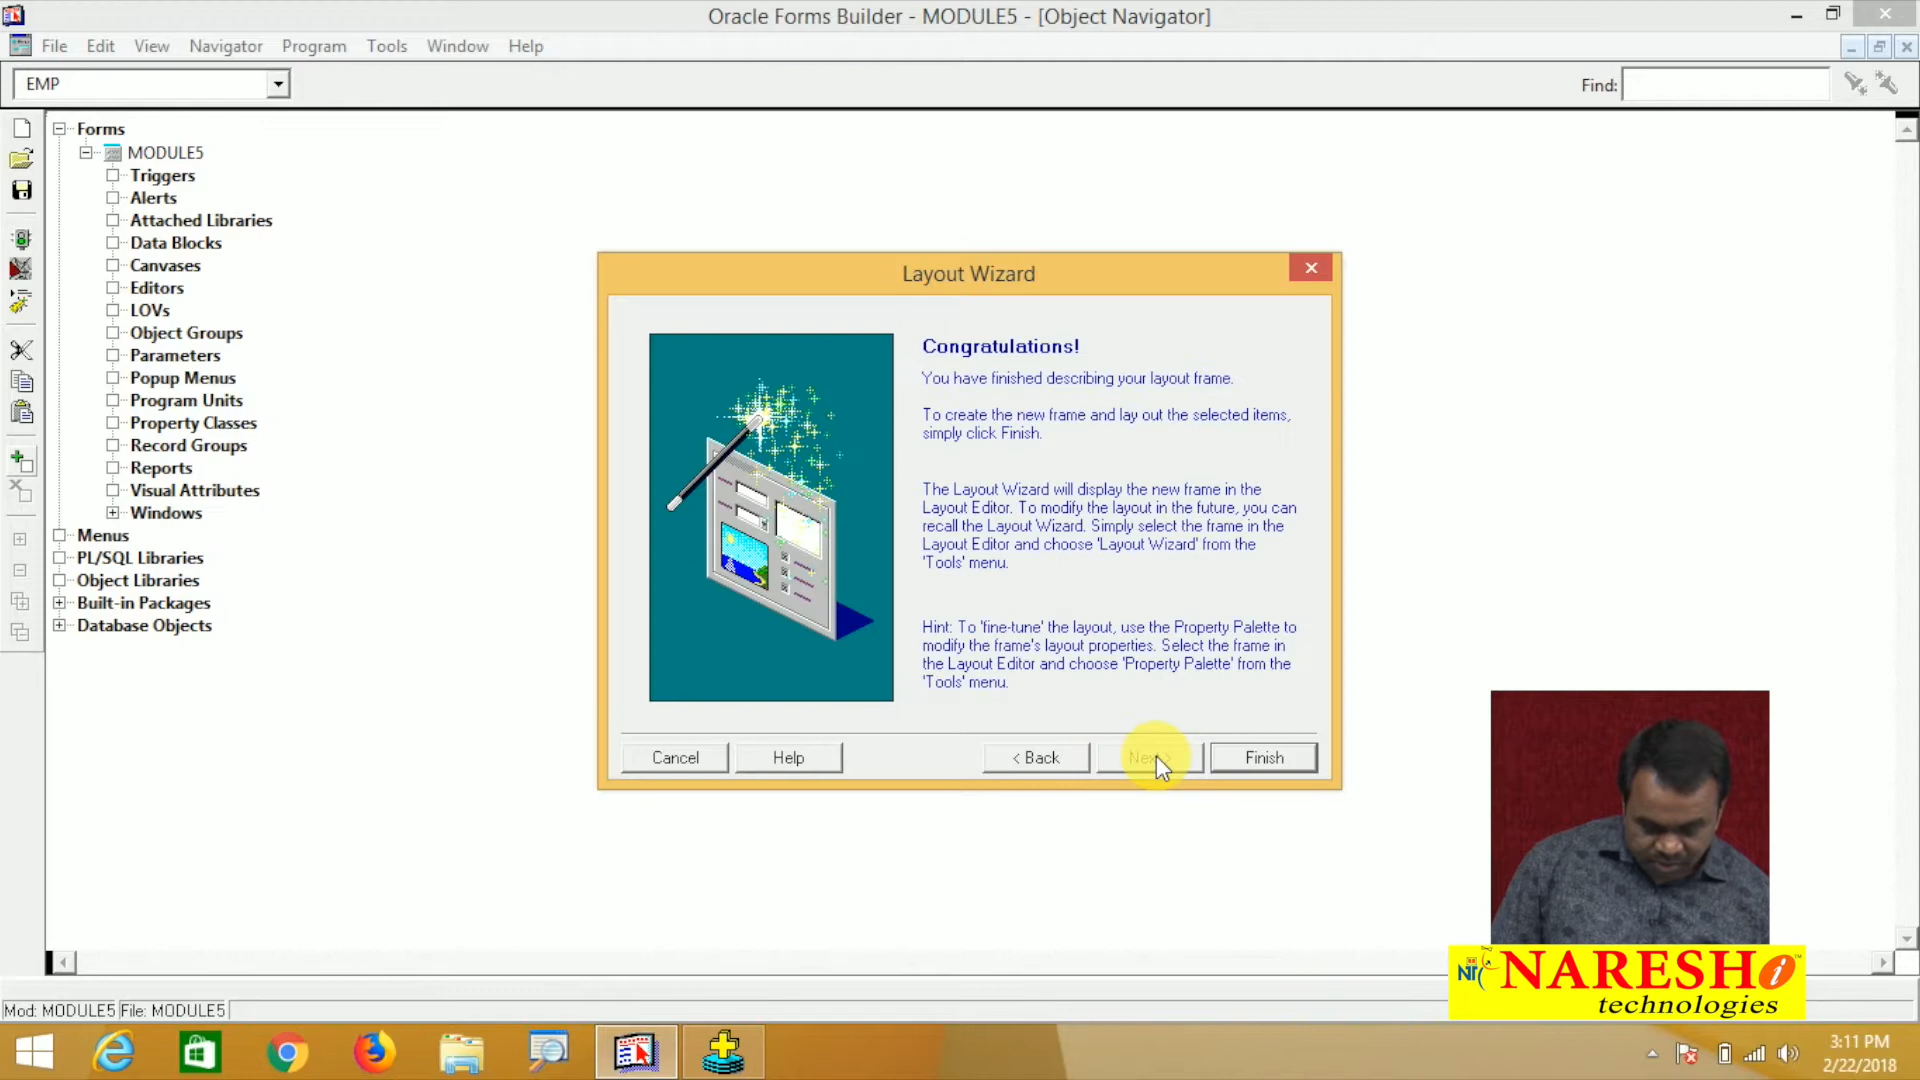 Oracle Forms Builder - MODULE5 - [Object Navigator]
File Edit View Navigator Program Tools Window Help
EMP
Find:
Forms
MODULE5
Triggers
Alerts
Attached Libraries
Data Blocks
Canvases
Editors
LOVs
Object Groups
Parameters
Popup Menus
Program Units
Property Classes
Record Groups
Reports
Visual Attributes
Windows
Menus
PL/SQL Libraries
Object Libraries
Built-in Packages
Database Objects
Layout Wizard
Congratulations!
You have finished describing your layout frame.
To create the new frame and lay out the selected items,
simply click Finish.
The Layout Wizard will display the new frame in the
Layout Editor. To modify the layout in the future, you can
recall the Layout Wizard. Simply select the frame in the
Layout Editor and choose 'Layout Wizard' from the
'Tools' menu.
Hint: To 'fine-tune' the layout, use the Property Palette to
modify the frame's layout properties. Select the frame in
the Layout Editor and choose 'Property Palette' from the
'Tools' menu.
Cancel Help < Back Next > Finish
NARESH i
technologies
Mod: MODULE5 File: MODULE5
3:11 PM
2/22/2018